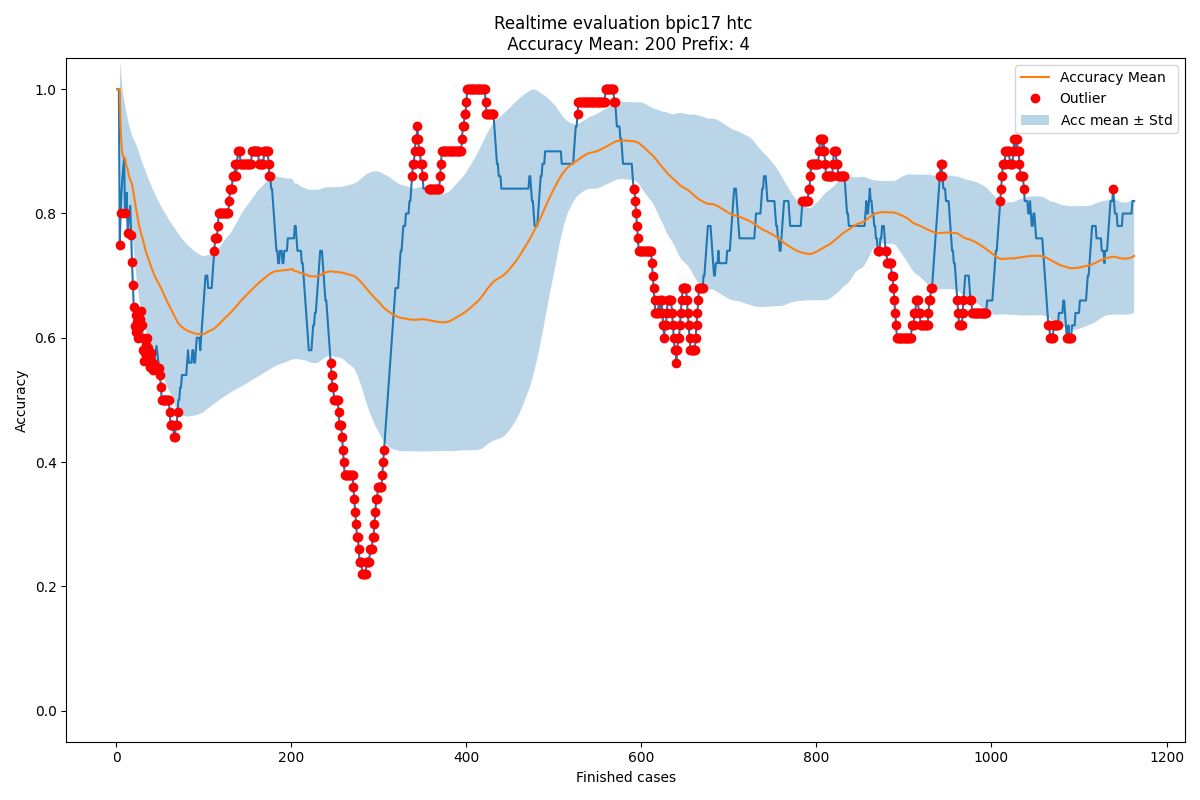 Realtime evaluation bpic17 htc
Accuracy Mean: 200 Prefix: 4
Accuracy Mean
Outlier
Acc mean ± Std
1.0
0.8
0.6
0.4
0.2
0.0
Accuracy
0
200
400
600
800
1000
1200
Finished cases